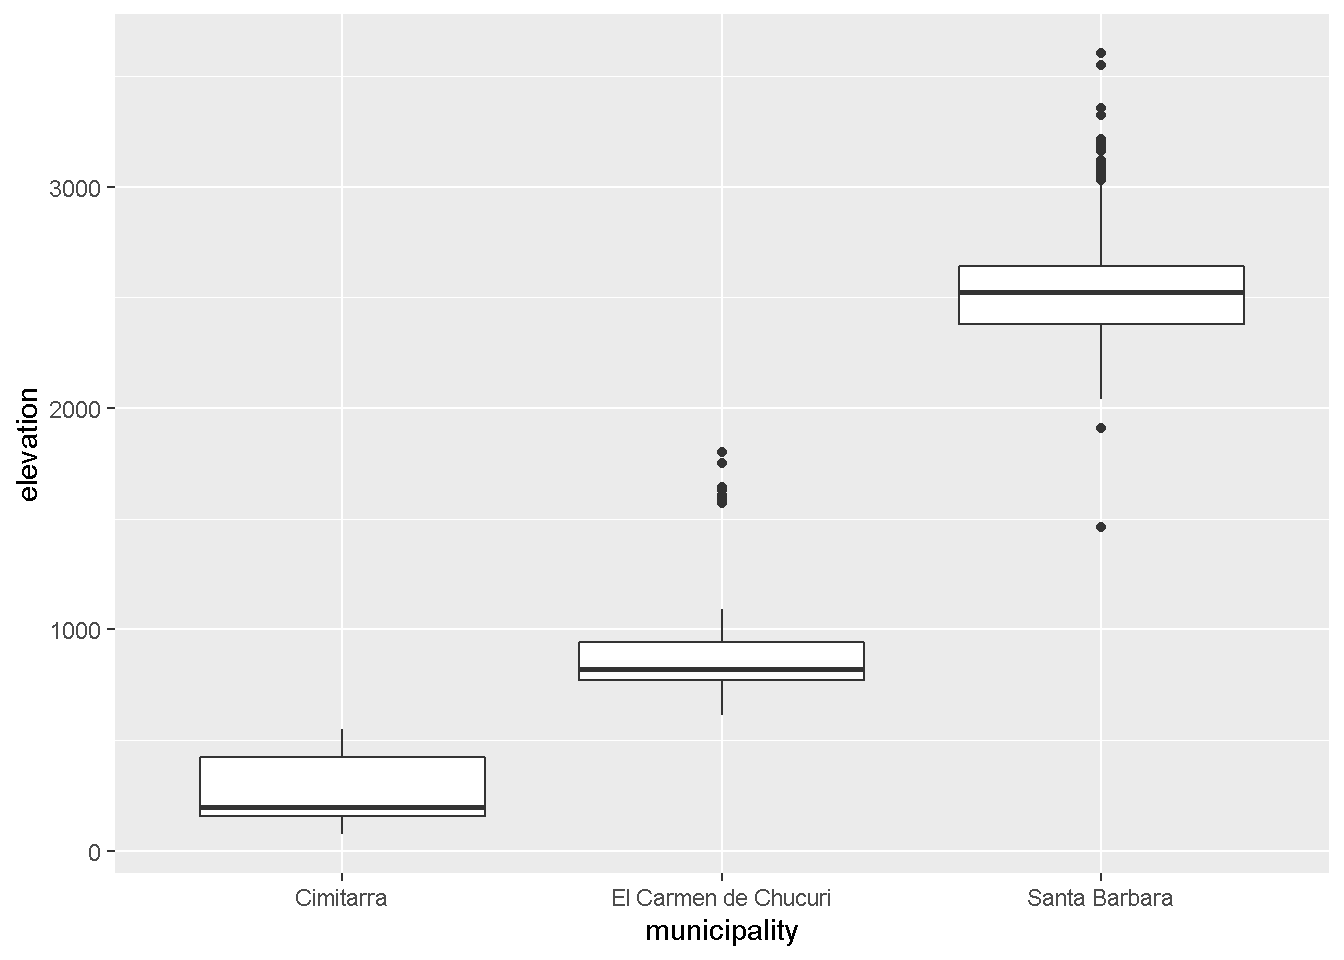 elevation
3000
2000
1000
0
Cimitarra
El Carmen de Chucuri
Santa Barbara
municipality